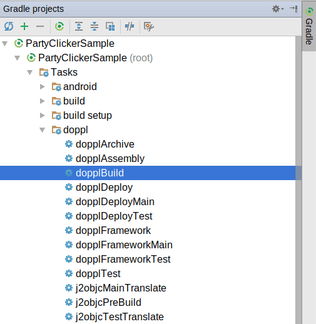 Gradle projects
Gradle
PartyClickerSample
PartyClickerSample (root)
Tasks
android
build
build setup
doppl
dopplArchive
dopplAssembly
dopplBuild
dopplDeploy
dopplDeployMain
dopplDeployTest
dopplFramework
dopplFrameworkMain
dopplFrameworkTest
dopplTest
j2objcMainTranslate
j2objcPreBuild
j2objcTestTranslate